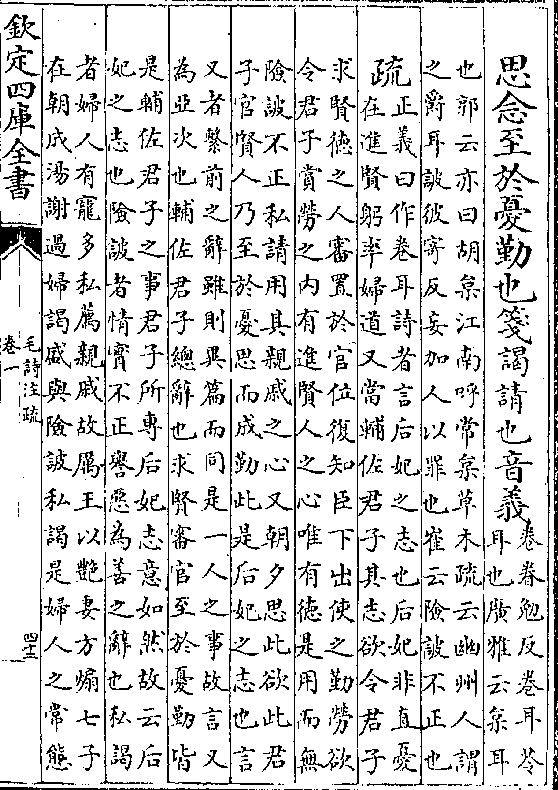 思念至於憂勤也箋謁請也音義
卷眷勉反卷耳苓
耳也廣雅云枲耳
也郭云亦曰胡枲江南呼常枲草木疏云幽州人謂
之爵耳詖彼寄反妄加人以罪也崔云險詖不正也
疏
正義曰作卷耳詩者言后妃之志也后妃非直憂
在進賢躬率婦道又當輔佐君子其志欲令君子
求賢德之人審置於官位復知臣下出使之勤勞欲
令君子賞勞之内有進賢人之心唯有德是用而無
險詖不正私請用其親戚之心又朝夕思此欲此君
子官賢人乃至於憂思而成勤此是后妃之志也言
又者繫前之辭雖則異篇而同是一人之事故言又
為亞次也輔佐君子總辭也求賢審官至於憂勤皆
是輔佐君子之事君子所專后妃志意如然故云后
妃之志也險詖者情實不正譽惡為善之辭也私謁
者婦人有寵多私薦親戚故厲王以艷妻方煽七子
在朝成湯謝過婦謁盛與險詖私謁是婦人之常態
欽定四庫全書
毛詩注疏
卷一
四十三